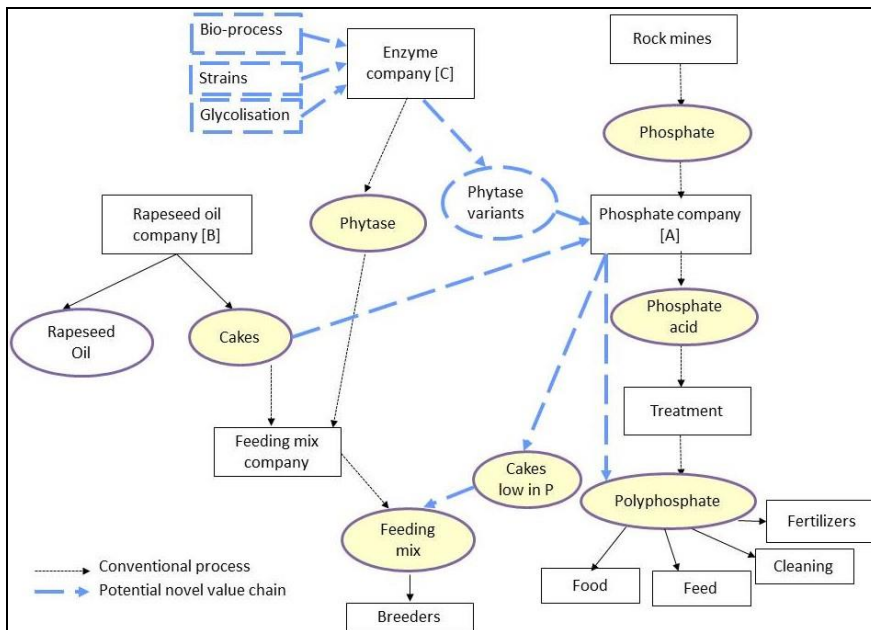 Bio-process
Strains
Glycolisation
Enzyme
company [C]
Rock mines
Phosphate
Phytase
variants
Rapeseed oil
company [B]
Phytase
Phosphate company
[A]
Rapeseed
Oil
Cakes
Phosphate
acid
Treatment
Feeding mix
company
Cakes
low in P
Polyphosphate
Feeding
mix
Fertilizers
Cleaning
Food
Feed
Breeders
Conventional process
Potential novel value chain